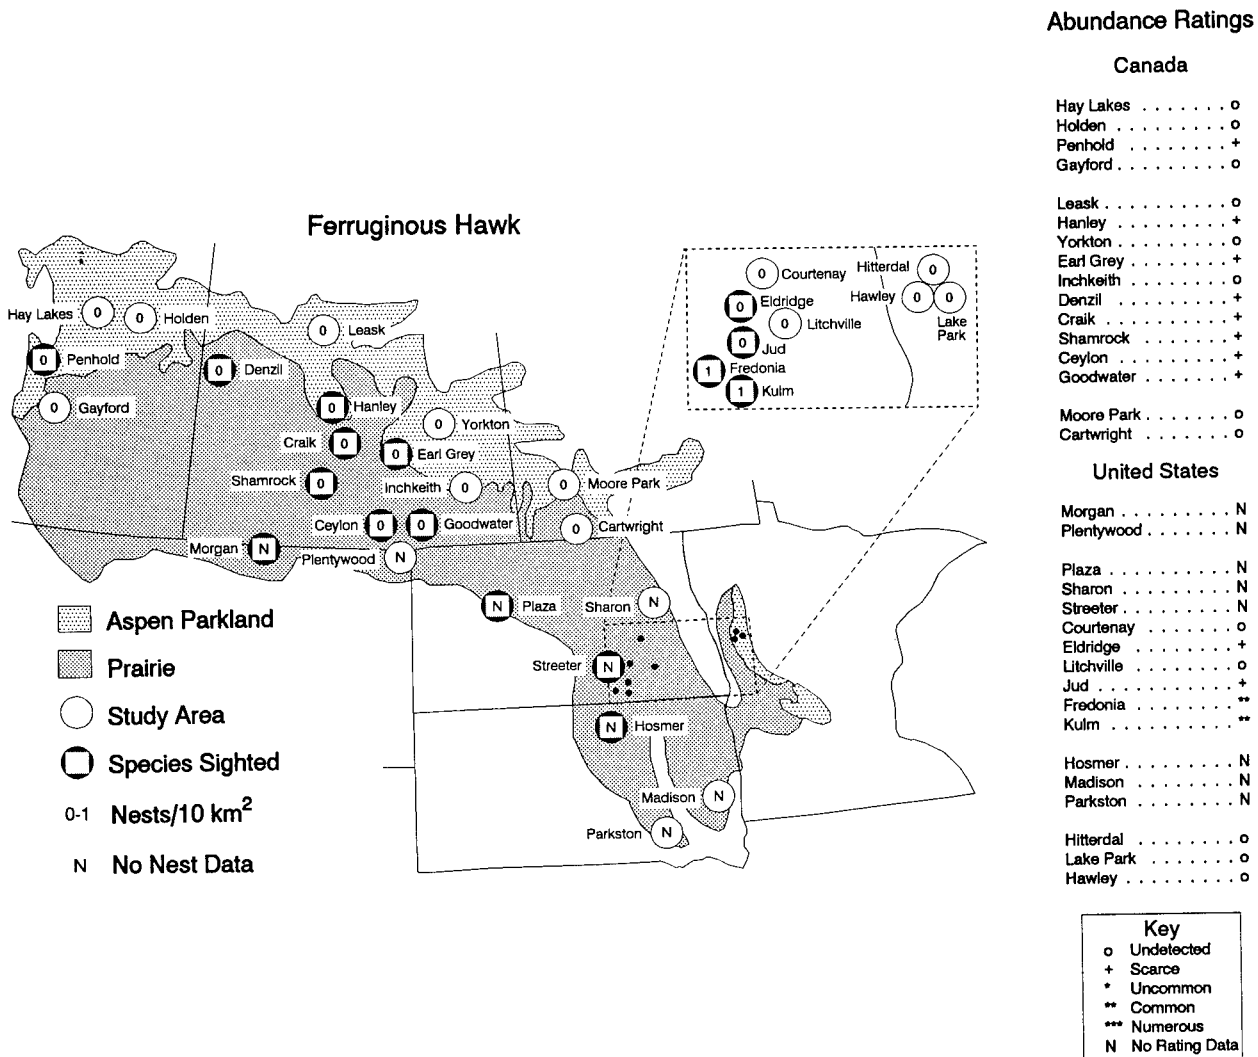 Abundance Ratings
Canada
Hay Lakes . . . . . . . o
Holden . . . . . . . . . o
Penhold . . . . . . . . +
Gayford . . . . . . . . o
Leask . . . . . . . . . . o
Hanley . . . . . . . . . +
Yorkton . . . . . . . . . o
Earl Grey . . . . . . . . +
Inchkeith . . . . . . . . o
Denzil . . . . . . . . . +
Craik . . . . . . . . . . +
Shamrock . . . . . . . +
Ceylon . . . . . . . . . +
Goodwater . . . . . . . +
Moore Park . . . . . . . o
Cartwright . . . . . . . o
United States
Morgan . . . . . . . . . N
Plentywood . . . . . . . N
Plaza . . . . . . . . . . N
Sharon . . . . . . . . . N
Streeter . . . . . . . . . N
Courtenay . . . . . . . o
Eldridge . . . . . . . . +
Litchville . . . . . . . . o
Jud . . . . . . . . . . . +
Fredonia . . . . . . . . **
Kulm . . . . . . . . . . **
Hosmer . . . . . . . . . N
Madison . . . . . . . . N
Parkston . . . . . . . . N
Hitterdal . . . . . . . . o
Lake Park . . . . . . . o
Hawley . . . . . . . . . o
Key
o Undetected
+ Scarce
* Uncommon
** Common
*** Numerous
N No Rating Data
Ferruginous Hawk
0 Courtenay
Hitterdal 0
Hawley 0 0
Lake
Park
0 Eldridge
0 Litchville
0 Jud
1 Fredonia
1 Kulm
Hay Lakes 0
0 Holden
0 Leask
0 Penhold
0 Denzil
0 Gayford
0 Hanley
0 Yorkton
Craik 0
0 Earl Grey
Shamrock 0
Inchkeith 0
0 Moore Park
Ceylon 0
0 Goodwater
0 Cartwright
Morgan N
Plentywood N
N Plaza
Sharon N
Streeter N
N Hosmer
Madison N
Parkston N
Aspen Parkland
Prairie
Study Area
Species Sighted
0-1 Nests/10 km²
N No Nest Data